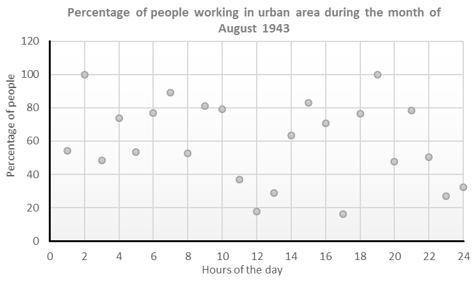 Percentage of people working in urban area during the month of
August 1943
120
100
80
60
40
20
0
Percentage of people
0 2 4 6 8 10 12 14 16 18 20 22 24
Hours of the day